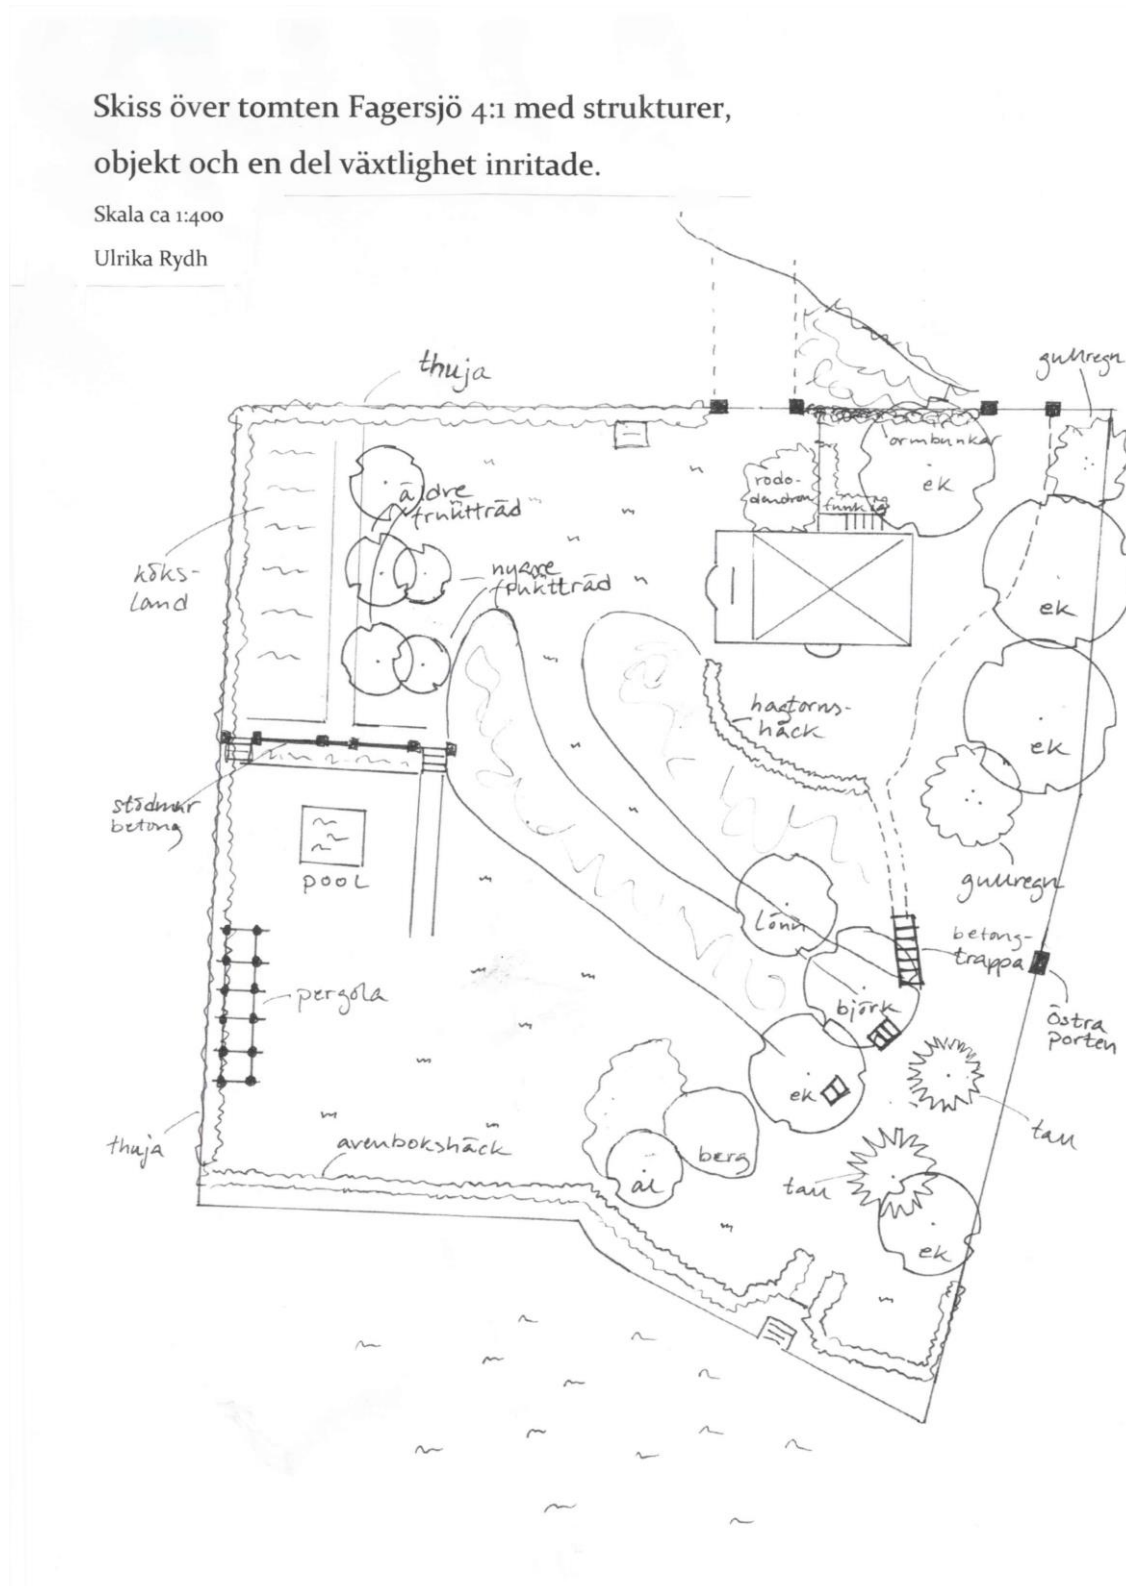 Skiss över tomten Fagersjö 4:1 med strukturer,
objekt och en del växtlighet inritade.
Skala ca 1:400
Ulrika Rydh
thuja
gullregn
ormbunkar
ek
rodo-
dendron
funkia
äldre
fruktträd
nyare
fruktträd
köks-
land
ek
ek
hagtorns-
häck
stödmur
betong
pool
gullregn
lönn
betong-
trappa
björk
östra
porten
pergola
ek
tall
thuja
avenbokshäck
berg
al
tall
ek